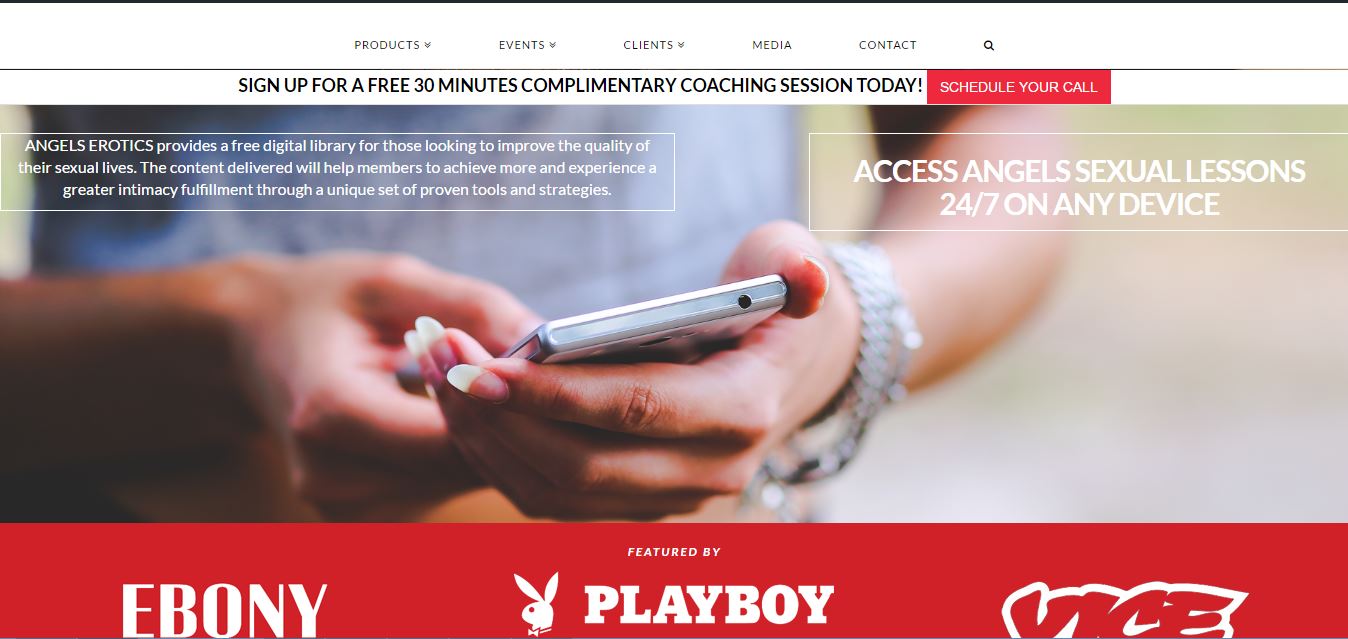 PRODUCTS EVENTS CLIENTS MEDIA CONTACT
SIGN UP FOR A FREE 30 MINUTES COMPLIMENTARY COACHING SESSION TODAY! SCHEDULE YOUR CALL
ANGELS EROTICS provides a free digital library for those looking to improve the quality of
their sexual lives. The content delivered will help members to achieve more and experience a
greater intimacy fulfillment through a unique set of proven tools and strategies.
ACCESS ANGELS SEXUAL LESSONS
24/7 ON ANY DEVICE
FEATURED BY
EBONY PLAYBOY VICE